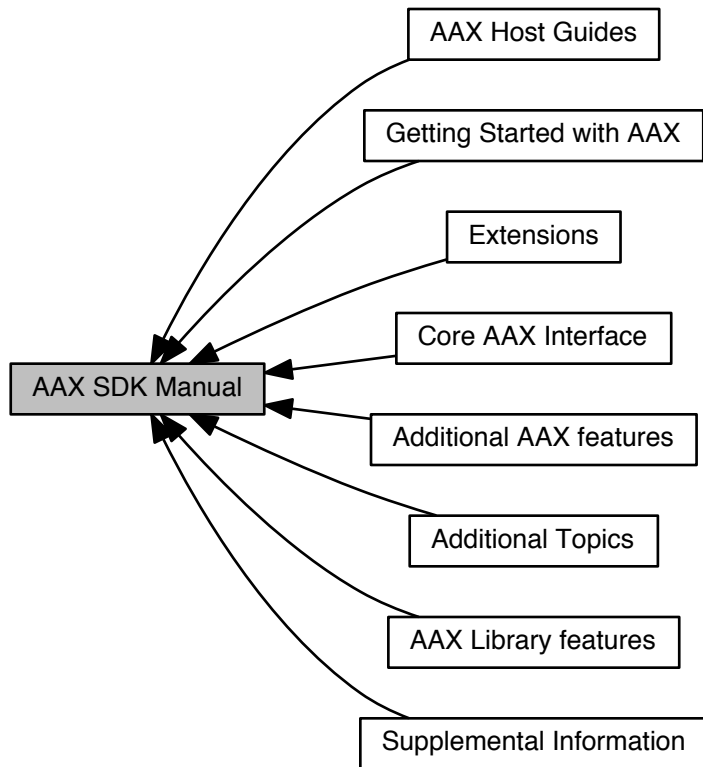 AAX Host Guides
Getting Started with AAX
Extensions
Core AAX Interface
AAX SDK Manual
Additional AAX features
Additional Topics
AAX Library features
Supplemental Information